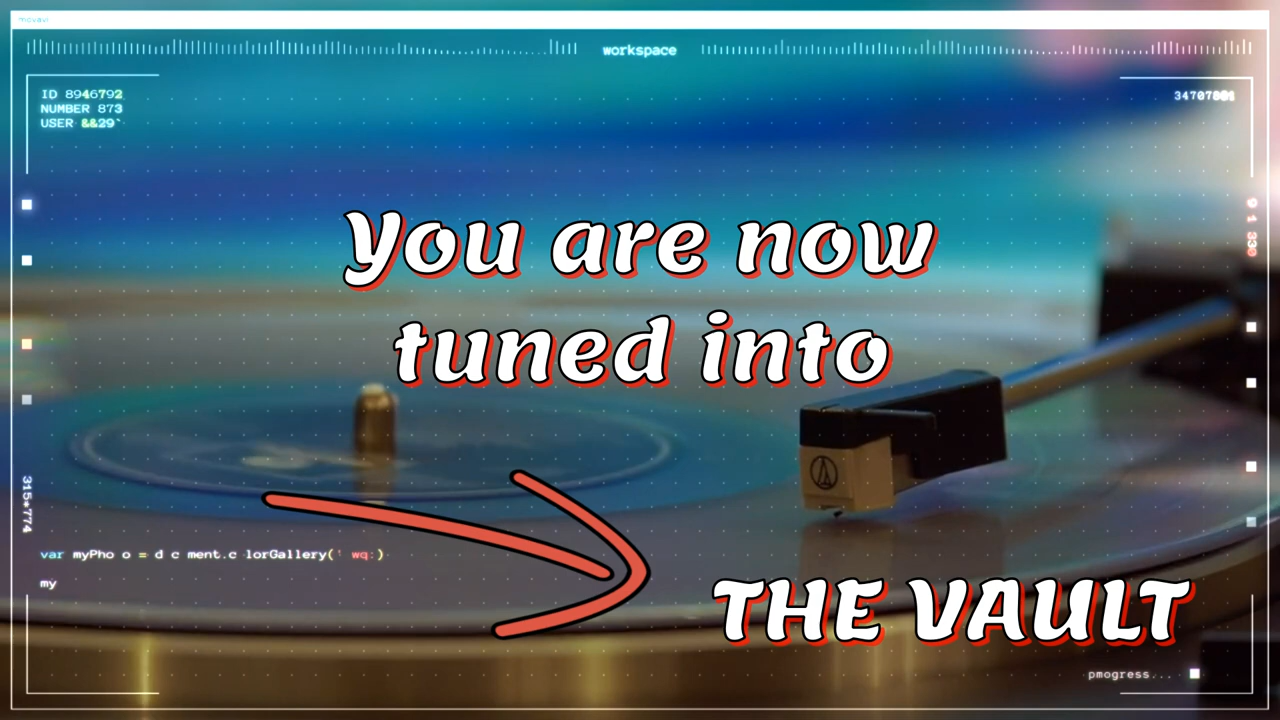 movavi
workspace
ID 8946792
NUMBER 873
USER &&29`
You are now
tuned into
315*774
var myPho o = d c ment.c lorGallery(' wq:)
my
THE VAULT
pmogress...